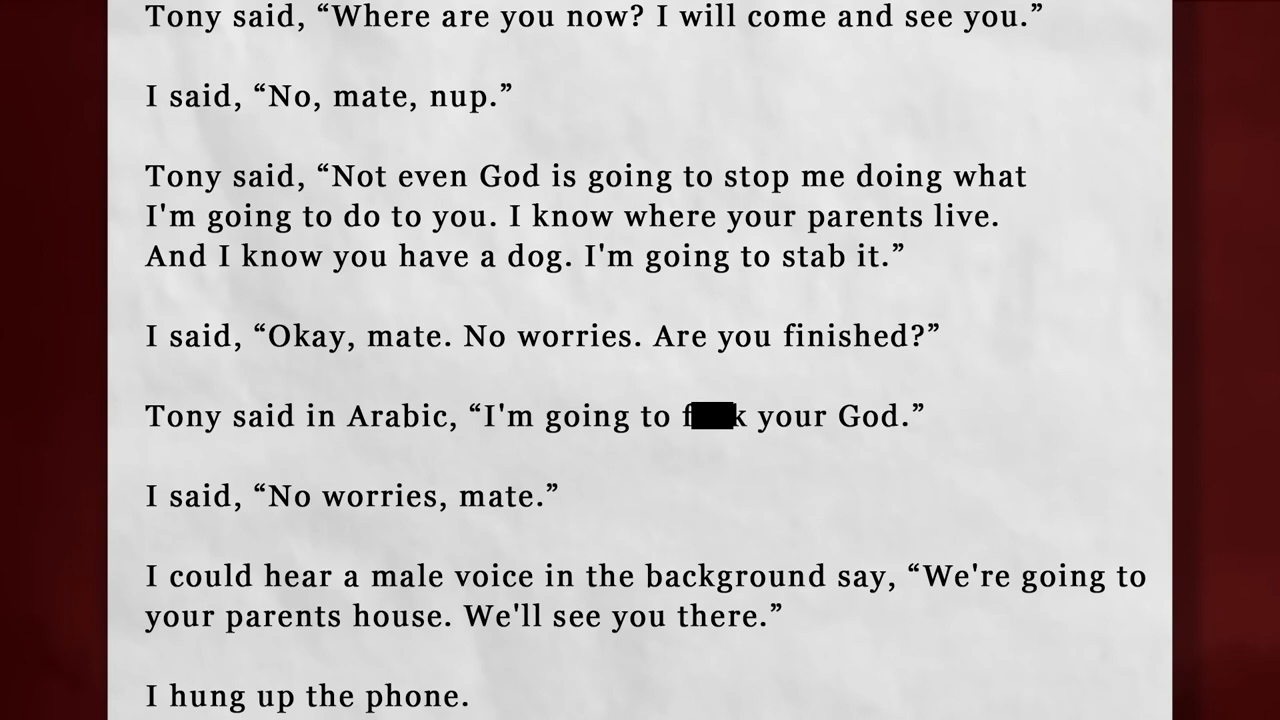 Tony said, “Where are you now? I will come and see you.”
I said, “No, mate, nup.”
Tony said, “Not even God is going to stop me doing what
I'm going to do to you. I know where your parents live.
And I know you have a dog. I'm going to stab it.”
I said, “Okay, mate. No worries. Are you finished?”
Tony said in Arabic, “I'm going to f k your God.”
I said, “No worries, mate.”
I could hear a male voice in the background say, “We're going to
your parents house. We'll see you there.”
I hung up the phone.